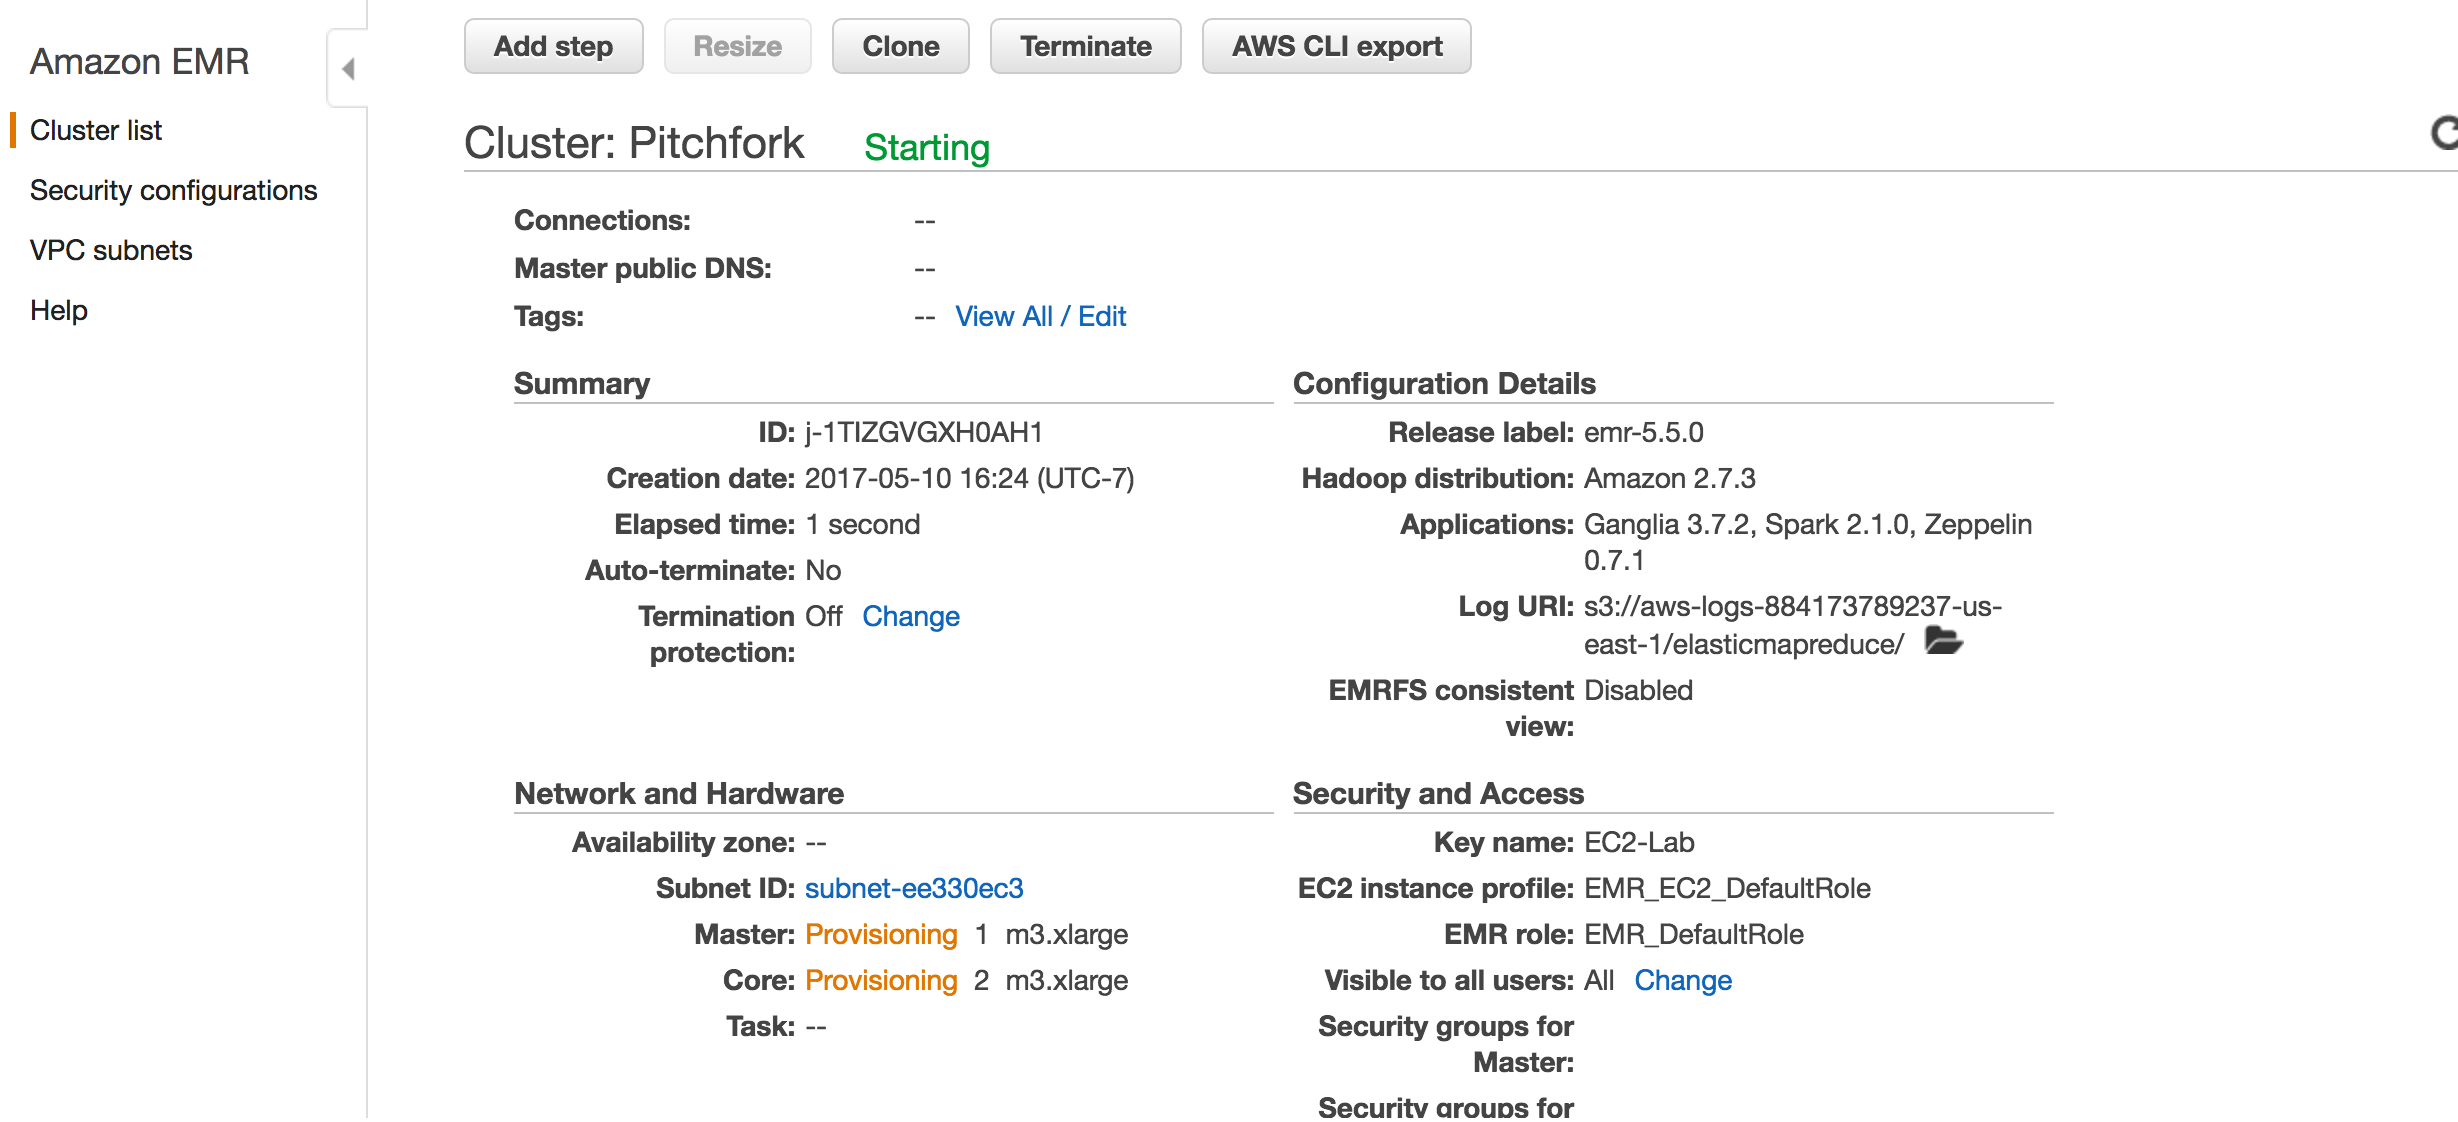 Amazon EMR
Cluster list
Security configurations
VPC subnets
Help
Add step Resize Clone Terminate AWS CLI export
Cluster: Pitchfork Starting
Connections: --
Master public DNS: --
Tags: -- View All / Edit
Summary
ID: j-1TIZGVGXH0AH1
Creation date: 2017-05-10 16:24 (UTC-7)
Elapsed time: 1 second
Auto-terminate: No
Termination Off Change
protection:
Configuration Details
Release label: emr-5.5.0
Hadoop distribution: Amazon 2.7.3
Applications: Ganglia 3.7.2, Spark 2.1.0, Zeppelin
0.7.1
Log URI: s3://aws-logs-884173789237-us-
east-1/elasticmapreduce/
EMRFS consistent Disabled
view:
Network and Hardware
Availability zone: --
Subnet ID: subnet-ee330ec3
Master: Provisioning 1 m3.xlarge
Core: Provisioning 2 m3.xlarge
Task: --
Security and Access
Key name: EC2-Lab
EC2 instance profile: EMR_EC2_DefaultRole
EMR role: EMR_DefaultRole
Visible to all users: All Change
Security groups for
Master:
Security groups for